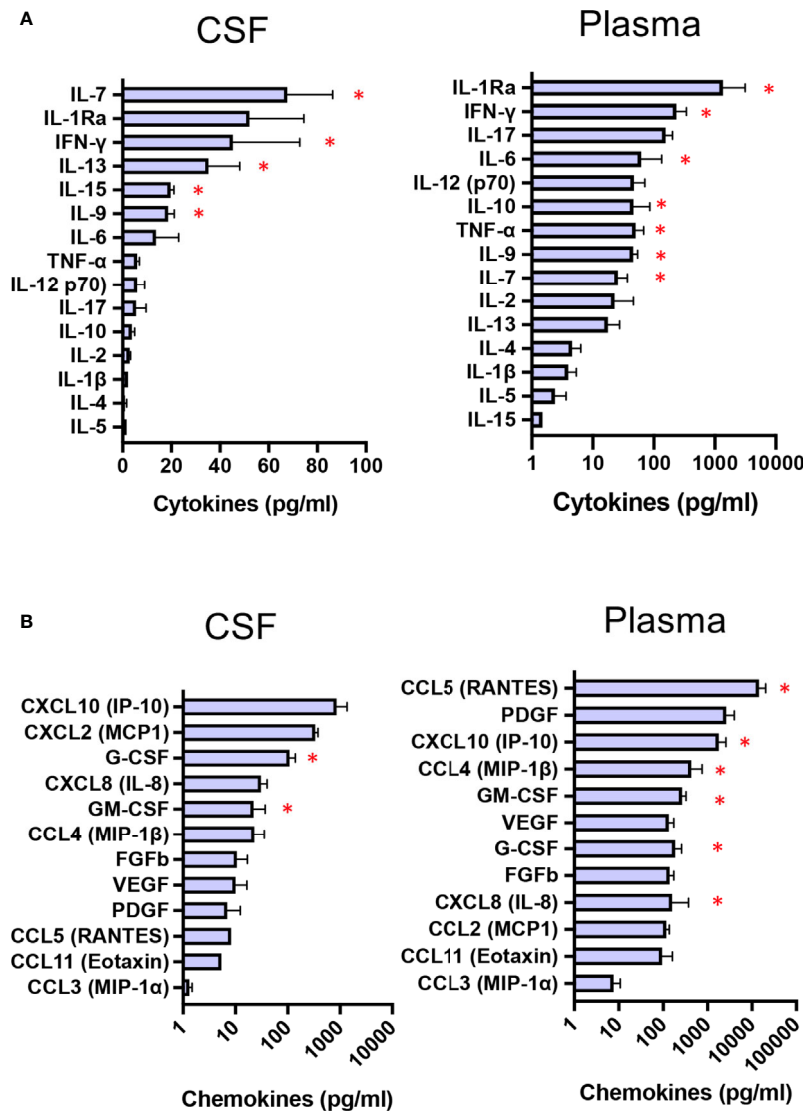 A
CSF
IL-7
*
IL-1Ra
IFN-γ
*
IL-13
*
IL-15
*
IL-9
*
IL-6
TNF-α
IL-12 p70)
IL-17
IL-10
IL-2
IL-1β
IL-4
IL-5
0 20 40 60 80 100
Cytokines (pg/ml)
Plasma
IL-1Ra
*
IFN-γ
*
IL-17
IL-6
*
IL-12 (p70)
IL-10
*
TNF-α
*
IL-9
*
IL-7
*
IL-2
IL-13
IL-4
IL-1β
IL-5
IL-15
1 10 100 1000 10000
Cytokines (pg/ml)
B
CSF
CXCL10 (IP-10)
CXCL2 (MCP1)
G-CSF
*
CXCL8 (IL-8)
GM-CSF
*
CCL4 (MIP-1β)
FGFb
VEGF
PDGF
CCL5 (RANTES)
CCL11 (Eotaxin)
CCL3 (MIP-1α)
1 10 100 1000 10000
Chemokines (pg/ml)
Plasma
CCL5 (RANTES)
*
PDGF
CXCL10 (IP-10)
*
CCL4 (MIP-1β)
*
GM-CSF
*
VEGF
G-CSF
*
FGFb
CXCL8 (IL-8)
*
CCL2 (MCP1)
CCL11 (Eotaxin)
CCL3 (MIP-1α)
1 10 100 1000 10000 100000
Chemokines (pg/ml)